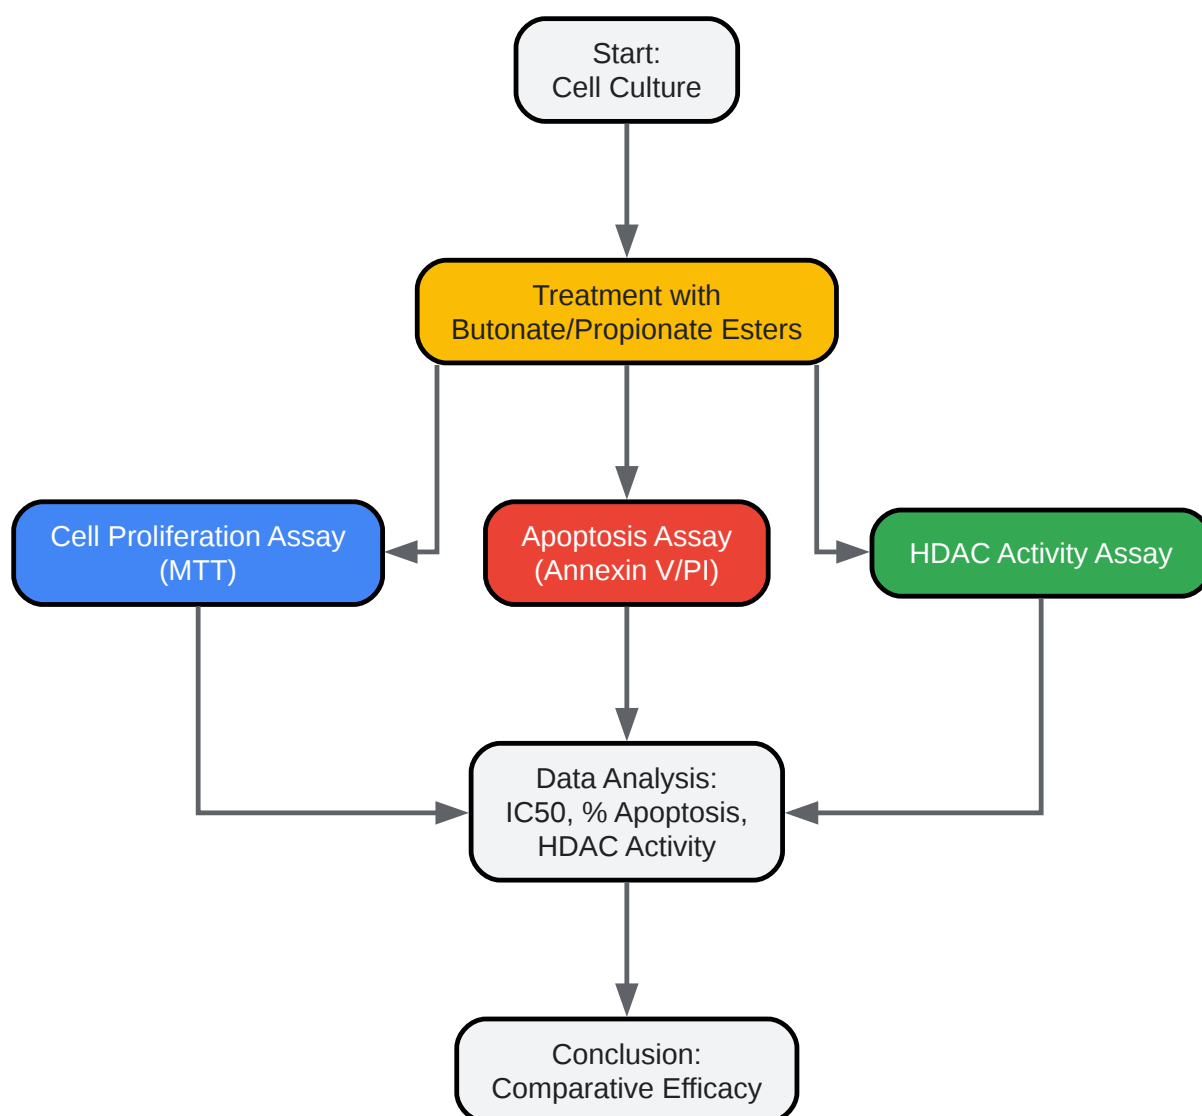 Start:
Cell Culture
Treatment with
Butonate/Propionate Esters
Cell Proliferation Assay
(MTT)
Apoptosis Assay
(Annexin V/PI)
HDAC Activity Assay
Data Analysis:
IC50, % Apoptosis,
HDAC Activity
Conclusion:
Comparative Efficacy